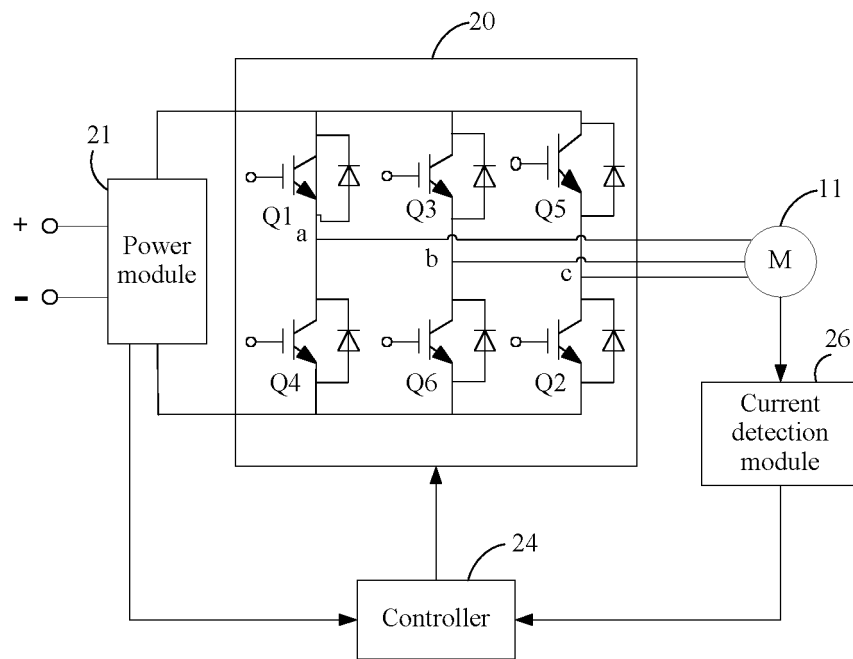 20
21
11
+
-
Power
module
Q1
Q3
Q5
a
b
c
M
Q4
Q6
Q2
26
Current
detection
module
24
Controller